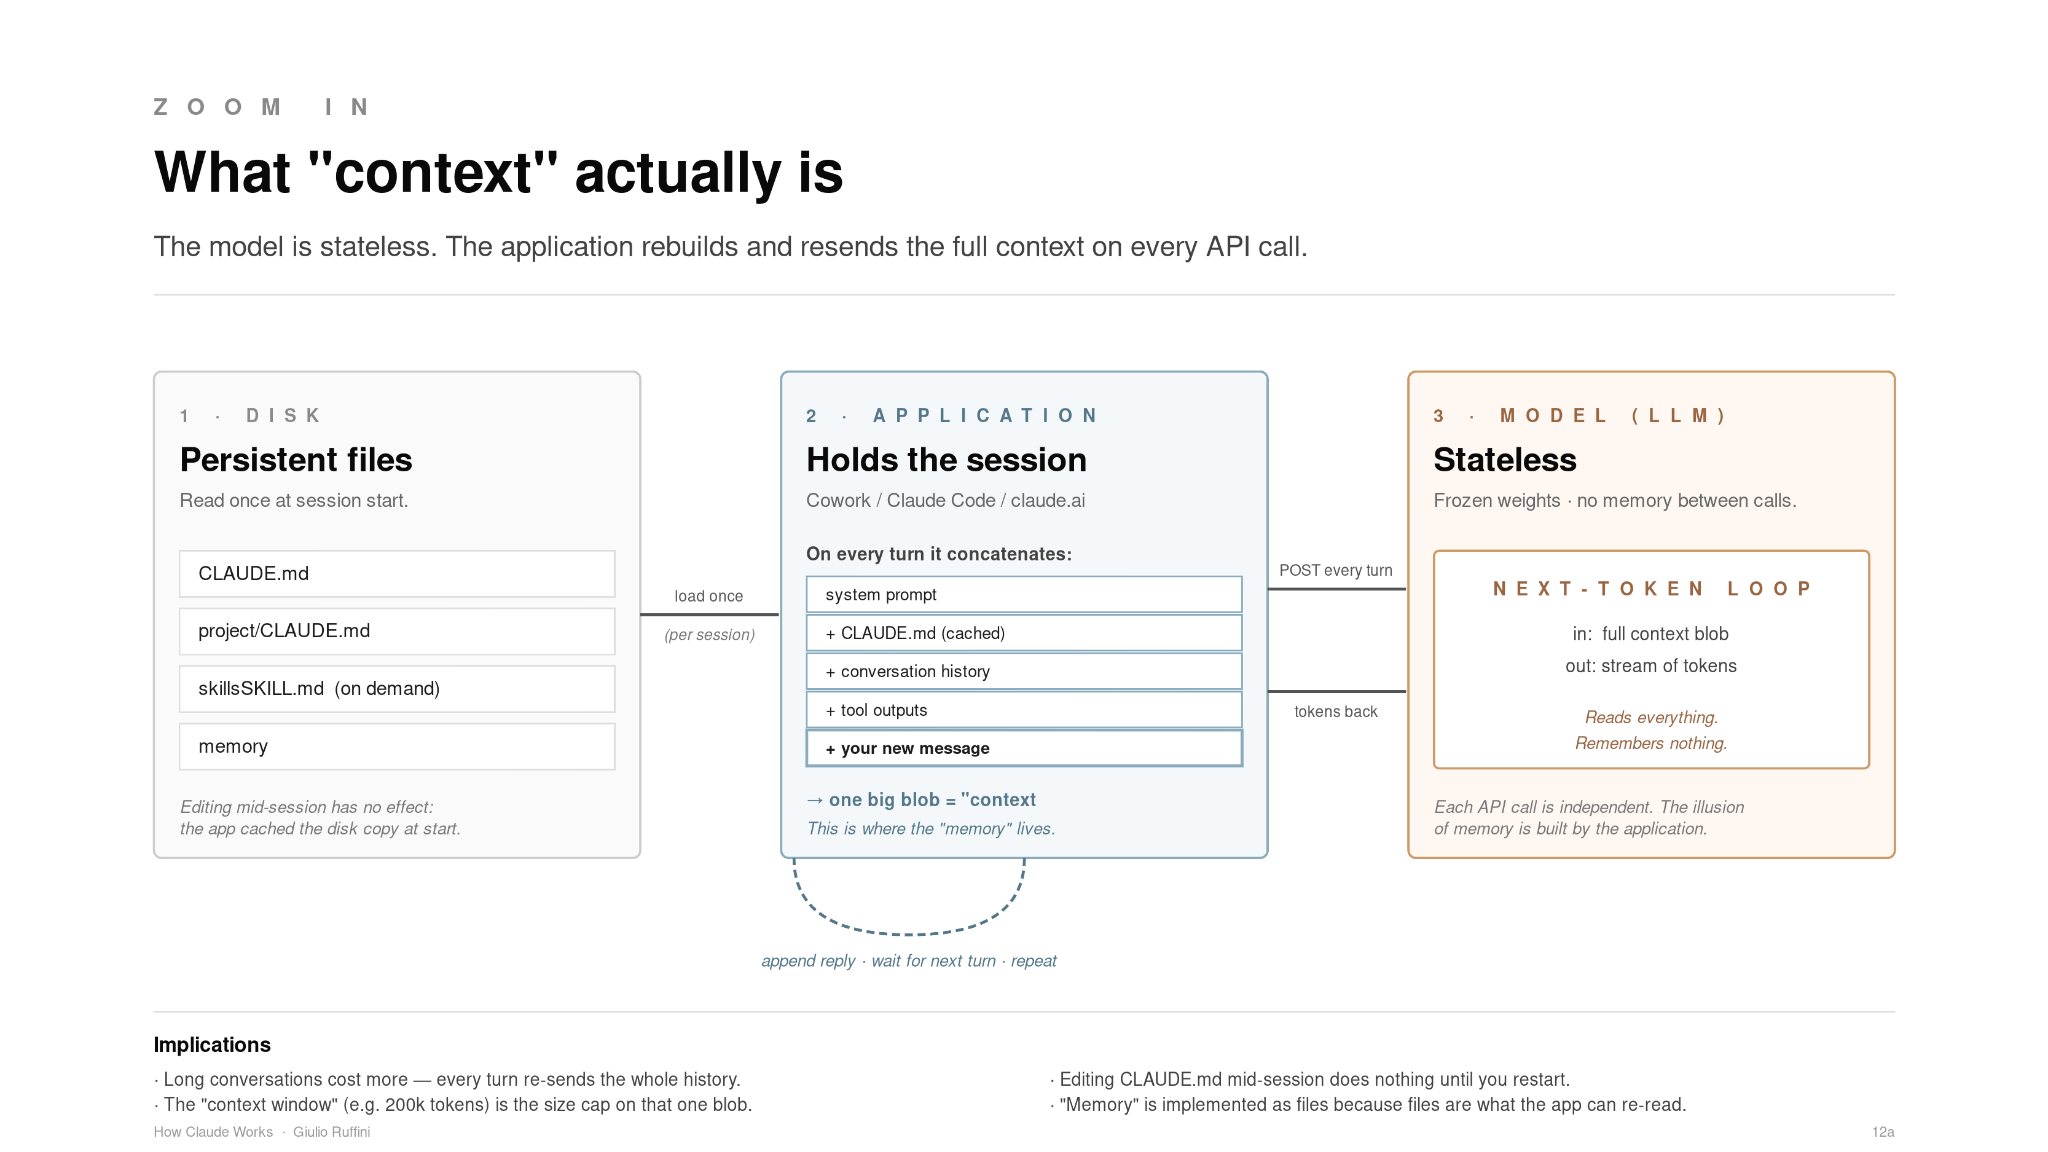 ZOOM IN
What "context" actually is
The model is stateless. The application rebuilds and resends the full context on every API call.
1 · DISK
Persistent files
Read once at session start.
CLAUDE.md
project/CLAUDE.md
skillsSKILL.md (on demand)
memory
Editing mid-session has no effect:
the app cached the disk copy at start.
load once
(per session)
2 · APPLICATION
Holds the session
Cowork / Claude Code / claude.ai
On every turn it concatenates:
system prompt
+ CLAUDE.md (cached)
+ conversation history
+ tool outputs
+ your new message
→ one big blob = "context
This is where the "memory" lives.
append reply · wait for next turn · repeat
POST every turn
tokens back
3 · MODEL (LLM)
Stateless
Frozen weights · no memory between calls.
NEXT-TOKEN LOOP
in: full context blob
out: stream of tokens
Reads everything.
Remembers nothing.
Each API call is independent. The illusion
of memory is built by the application.
Implications
· Long conversations cost more — every turn re-sends the whole history.
· The "context window" (e.g. 200k tokens) is the size cap on that one blob.
· Editing CLAUDE.md mid-session does nothing until you restart.
· "Memory" is implemented as files because files are what the app can re-read.
How Claude Works · Giulio Ruffini
12a